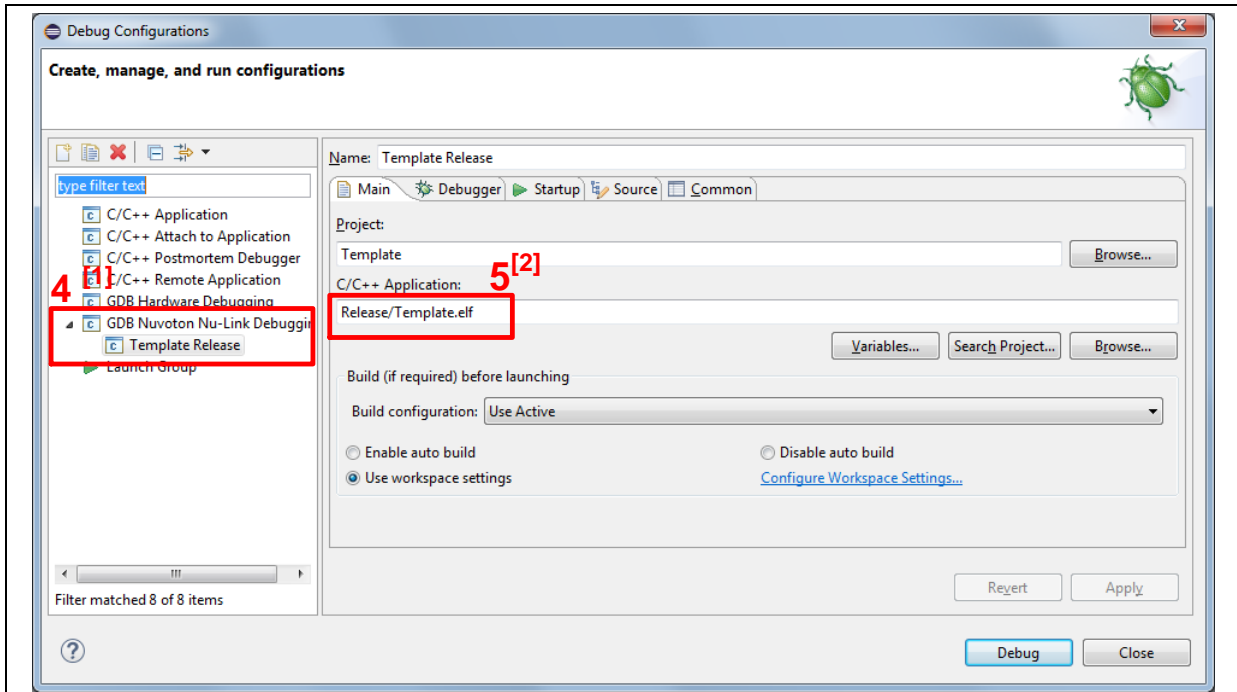 Debug Configurations
Create, manage, and run configurations
type filter text
C/C++ Application
C/C++ Attach to Application
C/C++ Postmortem Debugger
C/C++ Remote Application
GDB Hardware Debugging
GDB Nuvoton Nu-Link Debuggin
Template Release
Launch Group
4 [1]
Filter matched 8 of 8 items
Name: Template Release
Main Debugger Startup Source Common
Project:
Template Browse...
C/C++ Application:
5[2]
Release/Template.elf
Variables... Search Project... Browse...
Build (if required) before launching
Build configuration: Use Active
Enable auto build Disable auto build
Use workspace settings Configure Workspace Settings...
Revert Apply
? Debug Close